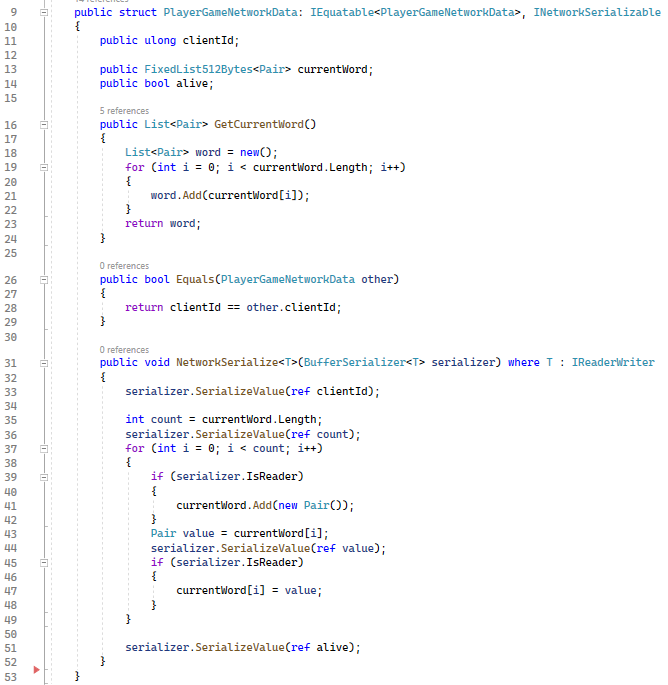 9 public struct PlayerGameNetworkData: IEquatable<PlayerGameNetworkData>, INetworkSerializable
10 {
11 public ulong clientId;
12
13 public FixedList512Bytes<Pair> currentWord;
14 public bool alive;
15
5 references
16 public List<Pair> GetCurrentWord()
17 {
18 List<Pair> word = new();
19 for (int i = 0; i < currentWord.Length; i++)
20 {
21 word.Add(currentWord[i]);
22 }
23 return word;
24 }
25
0 references
26 public bool Equals(PlayerGameNetworkData other)
27 {
28 return clientId == other.clientId;
29 }
30
0 references
31 public void NetworkSerialize<T>(BufferSerializer<T> serializer) where T : IReaderWriter
32 {
33 serializer.SerializeValue(ref clientId);
34
35 int count = currentWord.Length;
36 serializer.SerializeValue(ref count);
37 for (int i = 0; i < count; i++)
38 {
39 if (serializer.IsReader)
40 {
41 currentWord.Add(new Pair());
42 }
43 Pair value = currentWord[i];
44 serializer.SerializeValue(ref value);
45 if (serializer.IsReader)
46 {
47 currentWord[i] = value;
48 }
49 }
50
51 serializer.SerializeValue(ref alive);
52 }
53 }